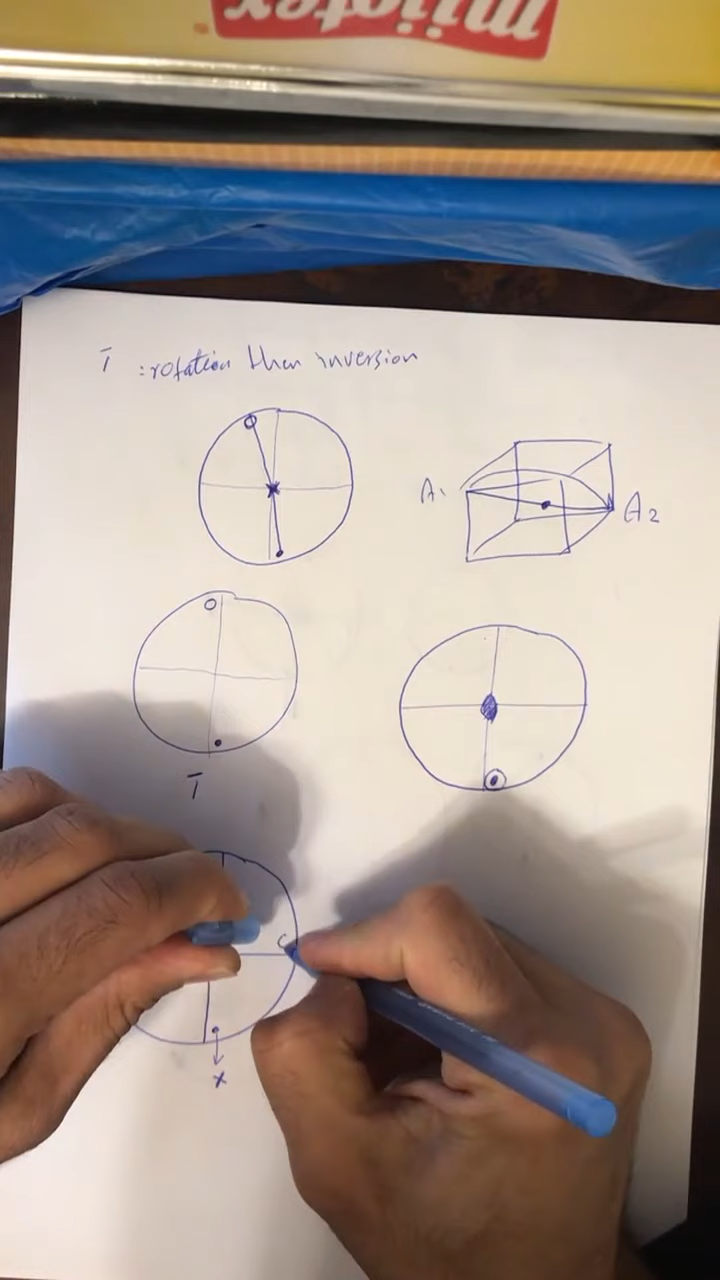 1̄ : rotation then inversion
A1
A2
1̄
x